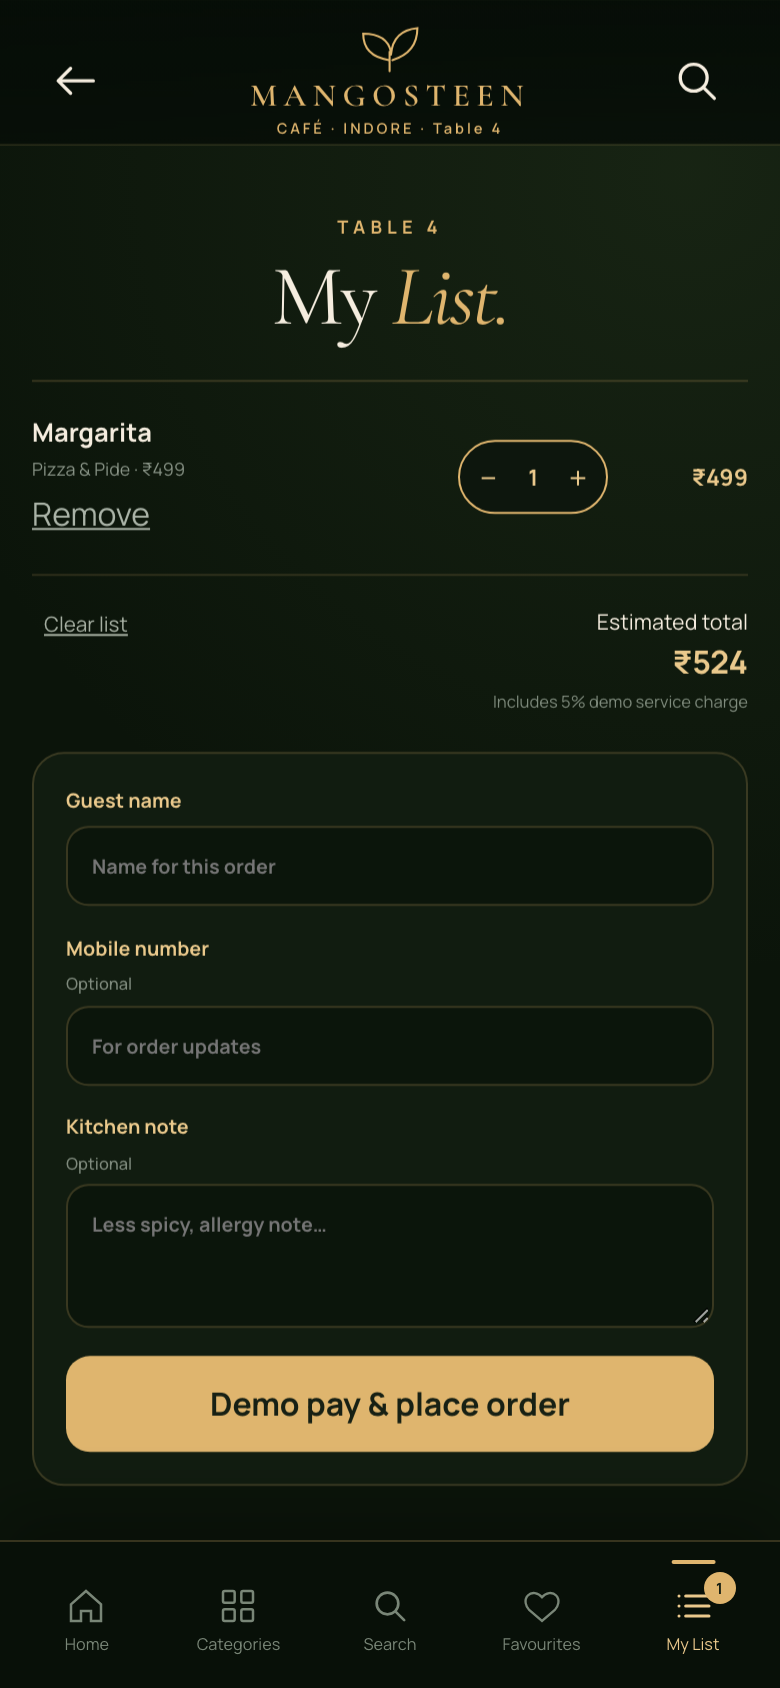 MANGOSTEEN
CAFÉ · INDORE · Table 4
TABLE 4
My List.
Margarita
Pizza & Pide · ₹499
Remove
− 1 +
₹499
Clear list
Estimated total
₹524
Includes 5% demo service charge
Guest name
Name for this order
Mobile number
Optional
For order updates
Kitchen note
Optional
Less spicy, allergy note…
Demo pay & place order
1
Home
Categories
Search
Favourites
My List